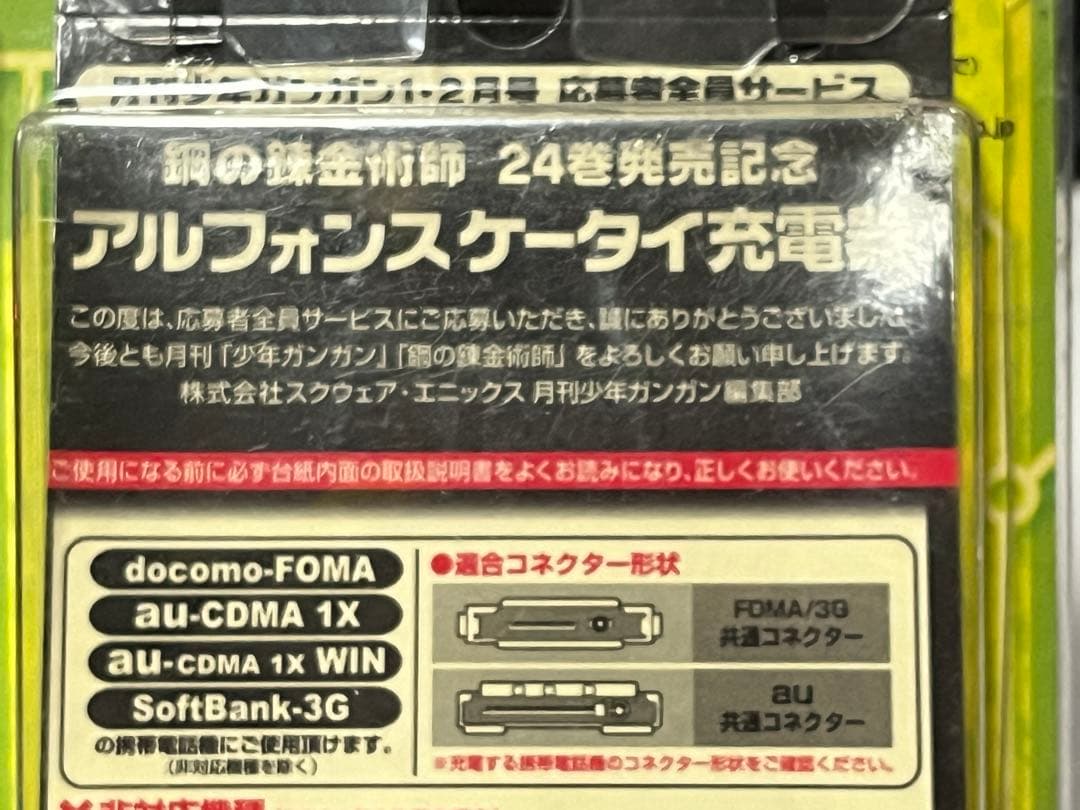 月刊少年ガンガン1・2月号 応募者全員サービス
鋼の錬金術師 24巻発売記念
アルフォンスケータイ充電器
この度は、応募者全員サービスにご応募いただき、誠にありがとうございました。
今後とも月刊「少年ガンガン」「鋼の錬金術師」をよろしくお願い申し上げます。
株式会社スクウェア・エニックス 月刊少年ガンガン編集部
ご使用になる前に必ず台紙内面の取扱説明書をよくお読みになり、正しくお使いください。
docomo-FOMA
au-CDMA 1X
au-CDMA 1X WIN
SoftBank-3G
の携帯電話機にご使用頂けます。
(非対応機種を除く)
●適合コネクター形状
FOMA/3G
共通コネクター
au
共通コネクター
※充電する携帯電話機のコネクター形状をご確認ください。
×非対応機種